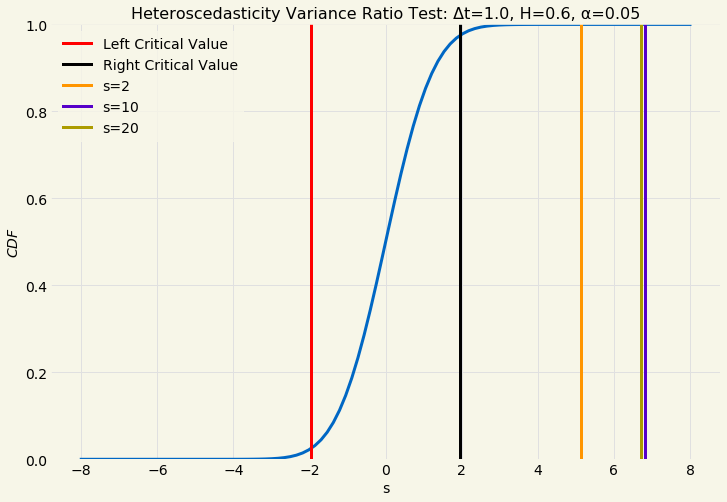 Heteroscedasticity Variance Ratio Test: Δt=1.0, H=0.6, α=0.05
Left Critical Value
Right Critical Value
s=2
s=10
s=20
CDF
1.0
0.8
0.6
0.4
0.2
0.0
−8 −6 −4 −2 0 2 4 6 8
s